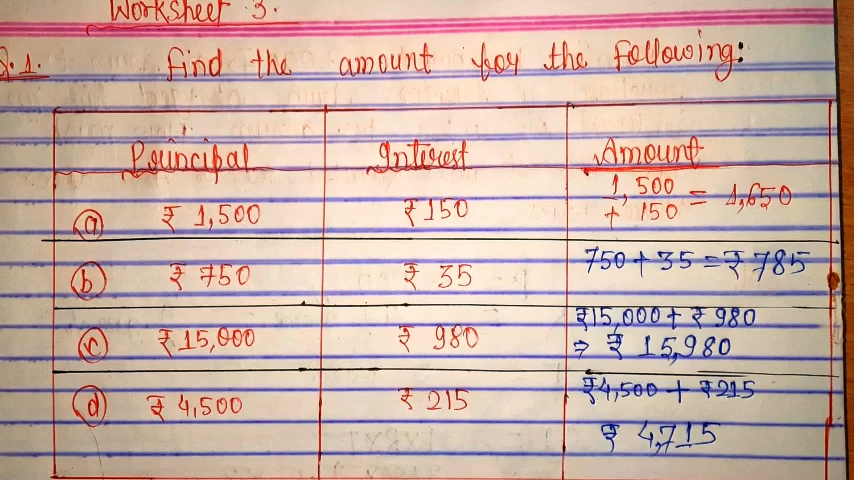 Worksheet 3.
Q.1. Find the amount for the following:
Principal Interest Amount
(a) ₹ 1,500 ₹150 1,500 + 150 = 1,650
(b) ₹ 750 ₹ 35 750 + 35 = ₹ 785
(c) ₹ 15,000 ₹ 980 ₹15,000 + ₹ 980
⇒ ₹ 15,980
(d) ₹ 4,500 ₹ 215 ₹4,500 + ₹215
₹ 4,715